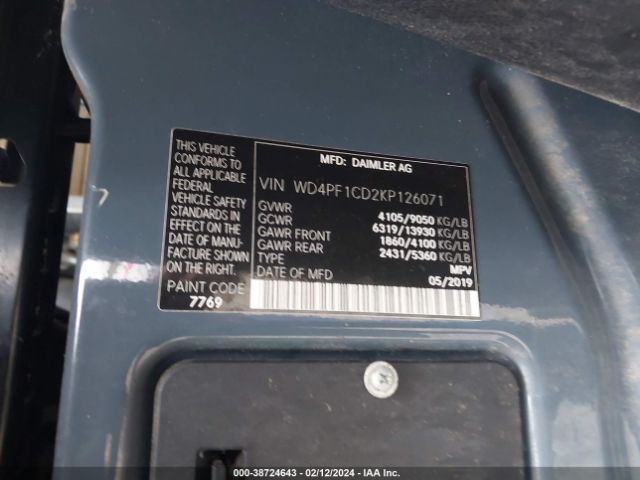 THIS VEHICLE
CONFORMS TO
ALL APPLICABLE
FEDERAL
VEHICLE SAFETY
STANDARDS IN
EFFECT ON THE
DATE OF MANU-
FACTURE SHOWN
ON THE RIGHT.
PAINT CODE
7769
MFD: DAIMLER AG
VIN WD4PF1CD2KP126071
GVWR 4105/9050 KG/LB
GCWR 6319/13930 KG/LB
GAWR FRONT 1860/4100 KG/LB
GAWR REAR 2431/5360 KG/LB
TYPE MPV
DATE OF MFD 05/2019
000-38724643 - 02/12/2024 - IAA Inc.